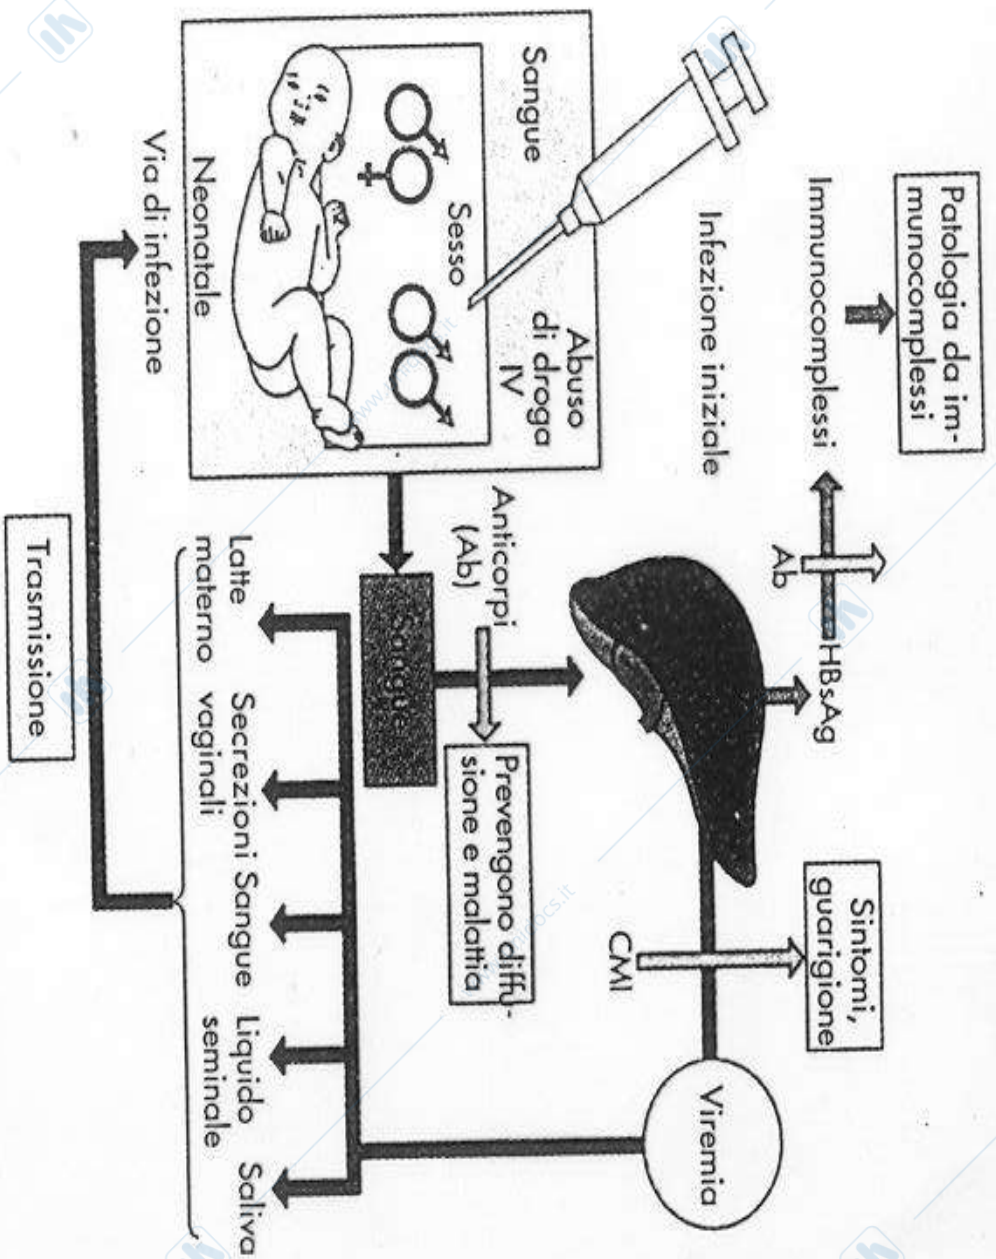 Patologia da im-
munocomplessi
Immunocomplessi
Ab
HBsAg
Sintomi,
guarigione
Infezione iniziale
CMI
Viremia
Sangue
Abuso
di droga
IV
Sesso
Neonatale
Via di infezione
Anticorpi
(Ab)
Prevengono diffu-
sione e malattia
Sangue
Latte
materno
Secrezioni
vaginali
Sangue
Liquido
seminale
Saliva
Trasmissione